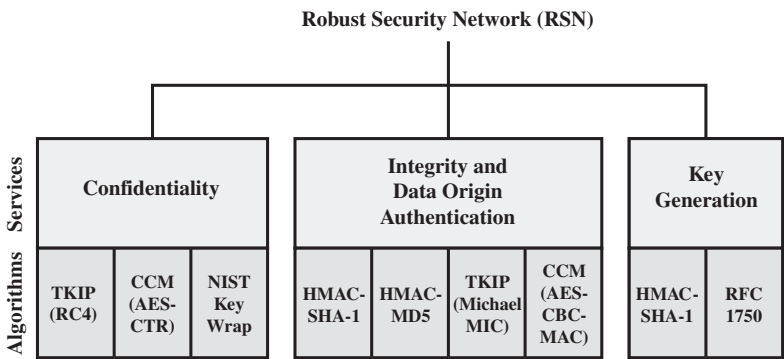 Robust Security Network (RSN)
Services
Confidentiality
Integrity and
Data Origin
Authentication
Key
Generation
Algorithms
TKIP
(RC4)
CCM
(AES-
CTR)
NIST
Key
Wrap
HMAC-
SHA-1
HMAC-
MD5
TKIP
(Michael
MIC)
CCM
(AES-
CBC-
MAC)
HMAC-
SHA-1
RFC
1750